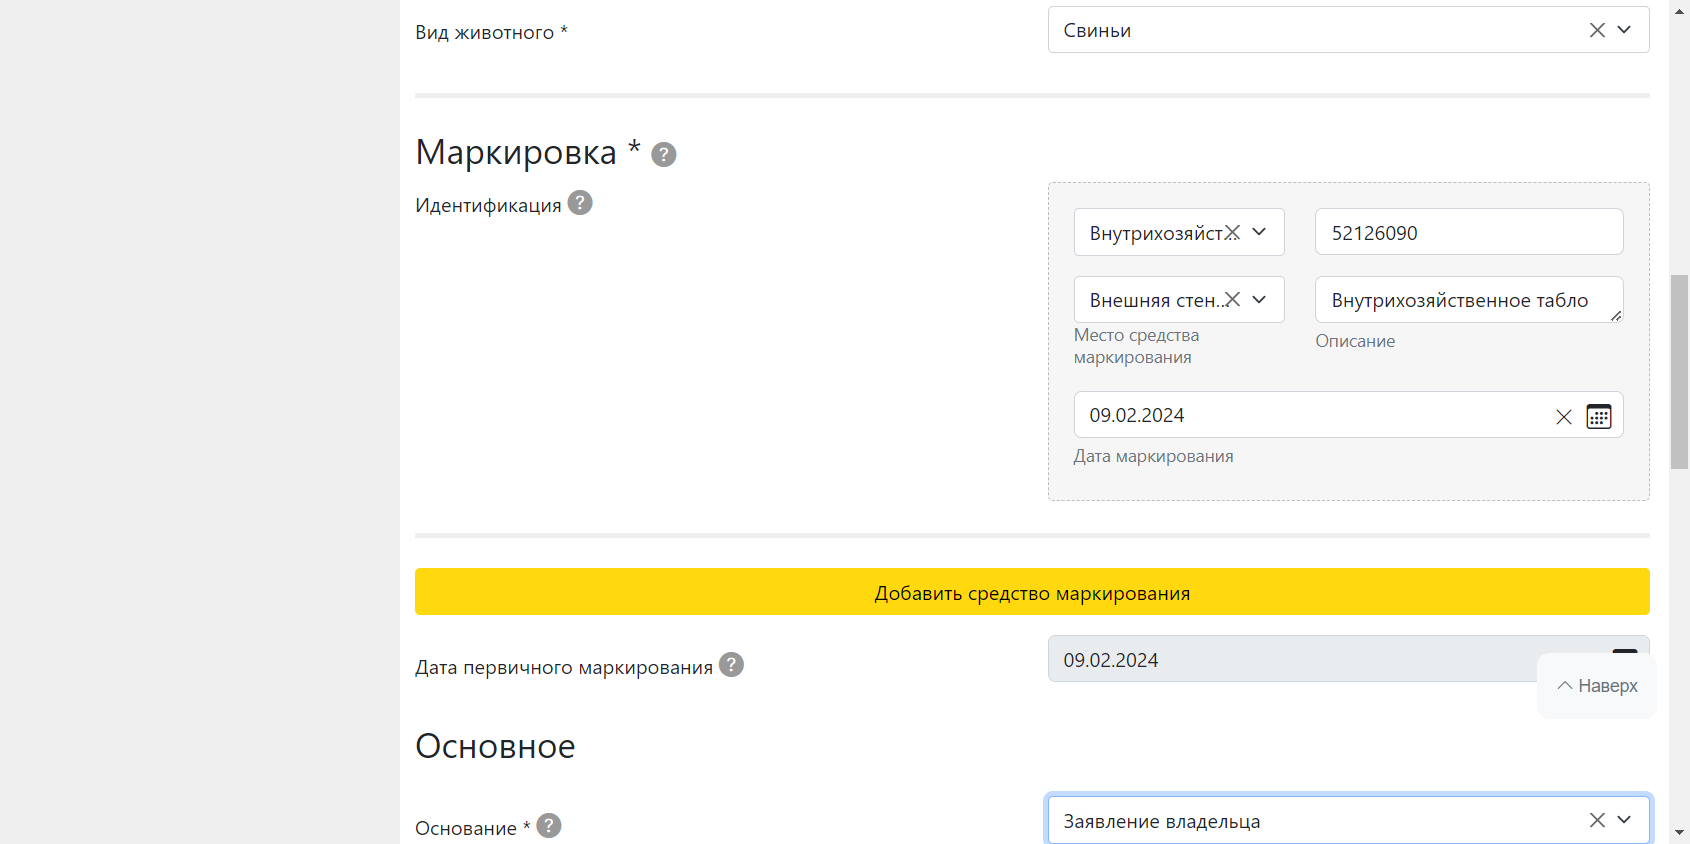 Вид животного *
Свиньи
Маркировка *
Идентификация
Внутрихозяйст...
52126090
Внешняя стен...
Внутрихозяйственное табло
Место средства
маркирования
Описание
09.02.2024
Дата маркирования
Добавить средство маркирования
Дата первичного маркирования
09.02.2024
Наверх
Основное
Основание *
Заявление владельца